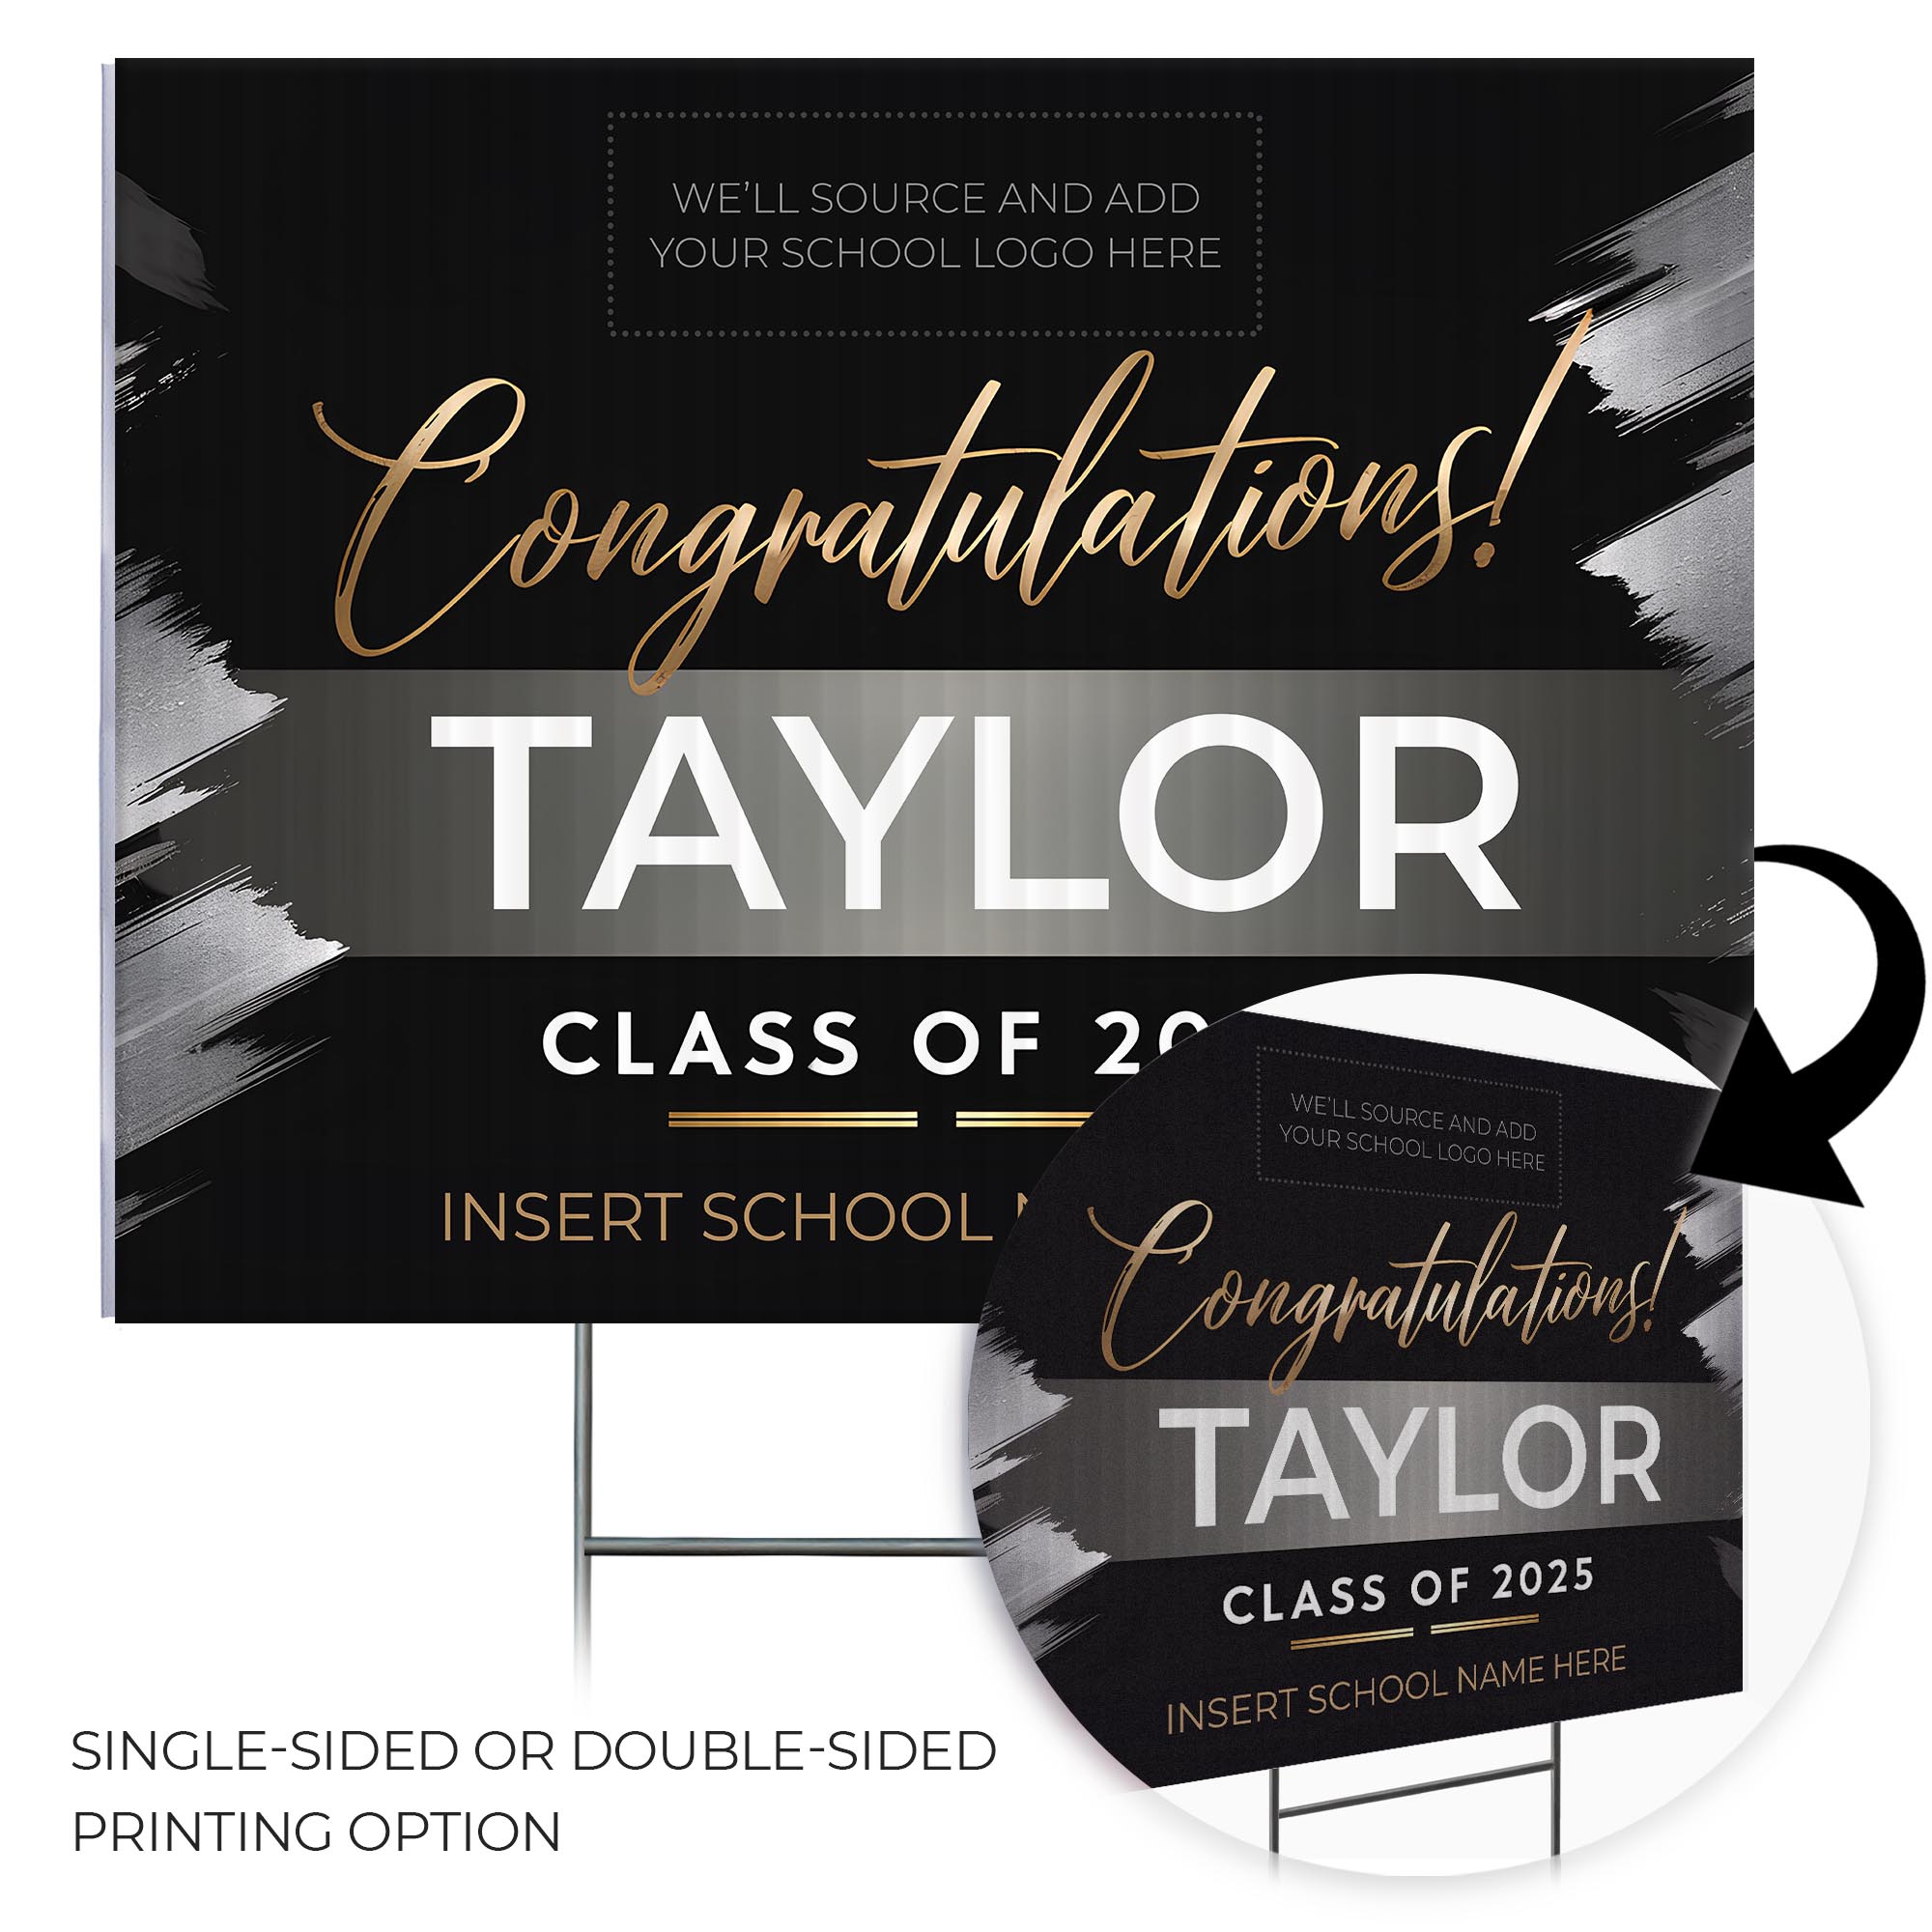 WE'LL SOURCE AND ADD
YOUR SCHOOL LOGO HERE
Congratulations!
TAYLOR
CLASS OF 20
INSERT SCHOOL
WE'LL SOURCE AND ADD
YOUR SCHOOL LOGO HERE
Congratulations!
TAYLOR
CLASS OF 2025
INSERT SCHOOL NAME HERE
SINGLE-SIDED OR DOUBLE-SIDED
PRINTING OPTION